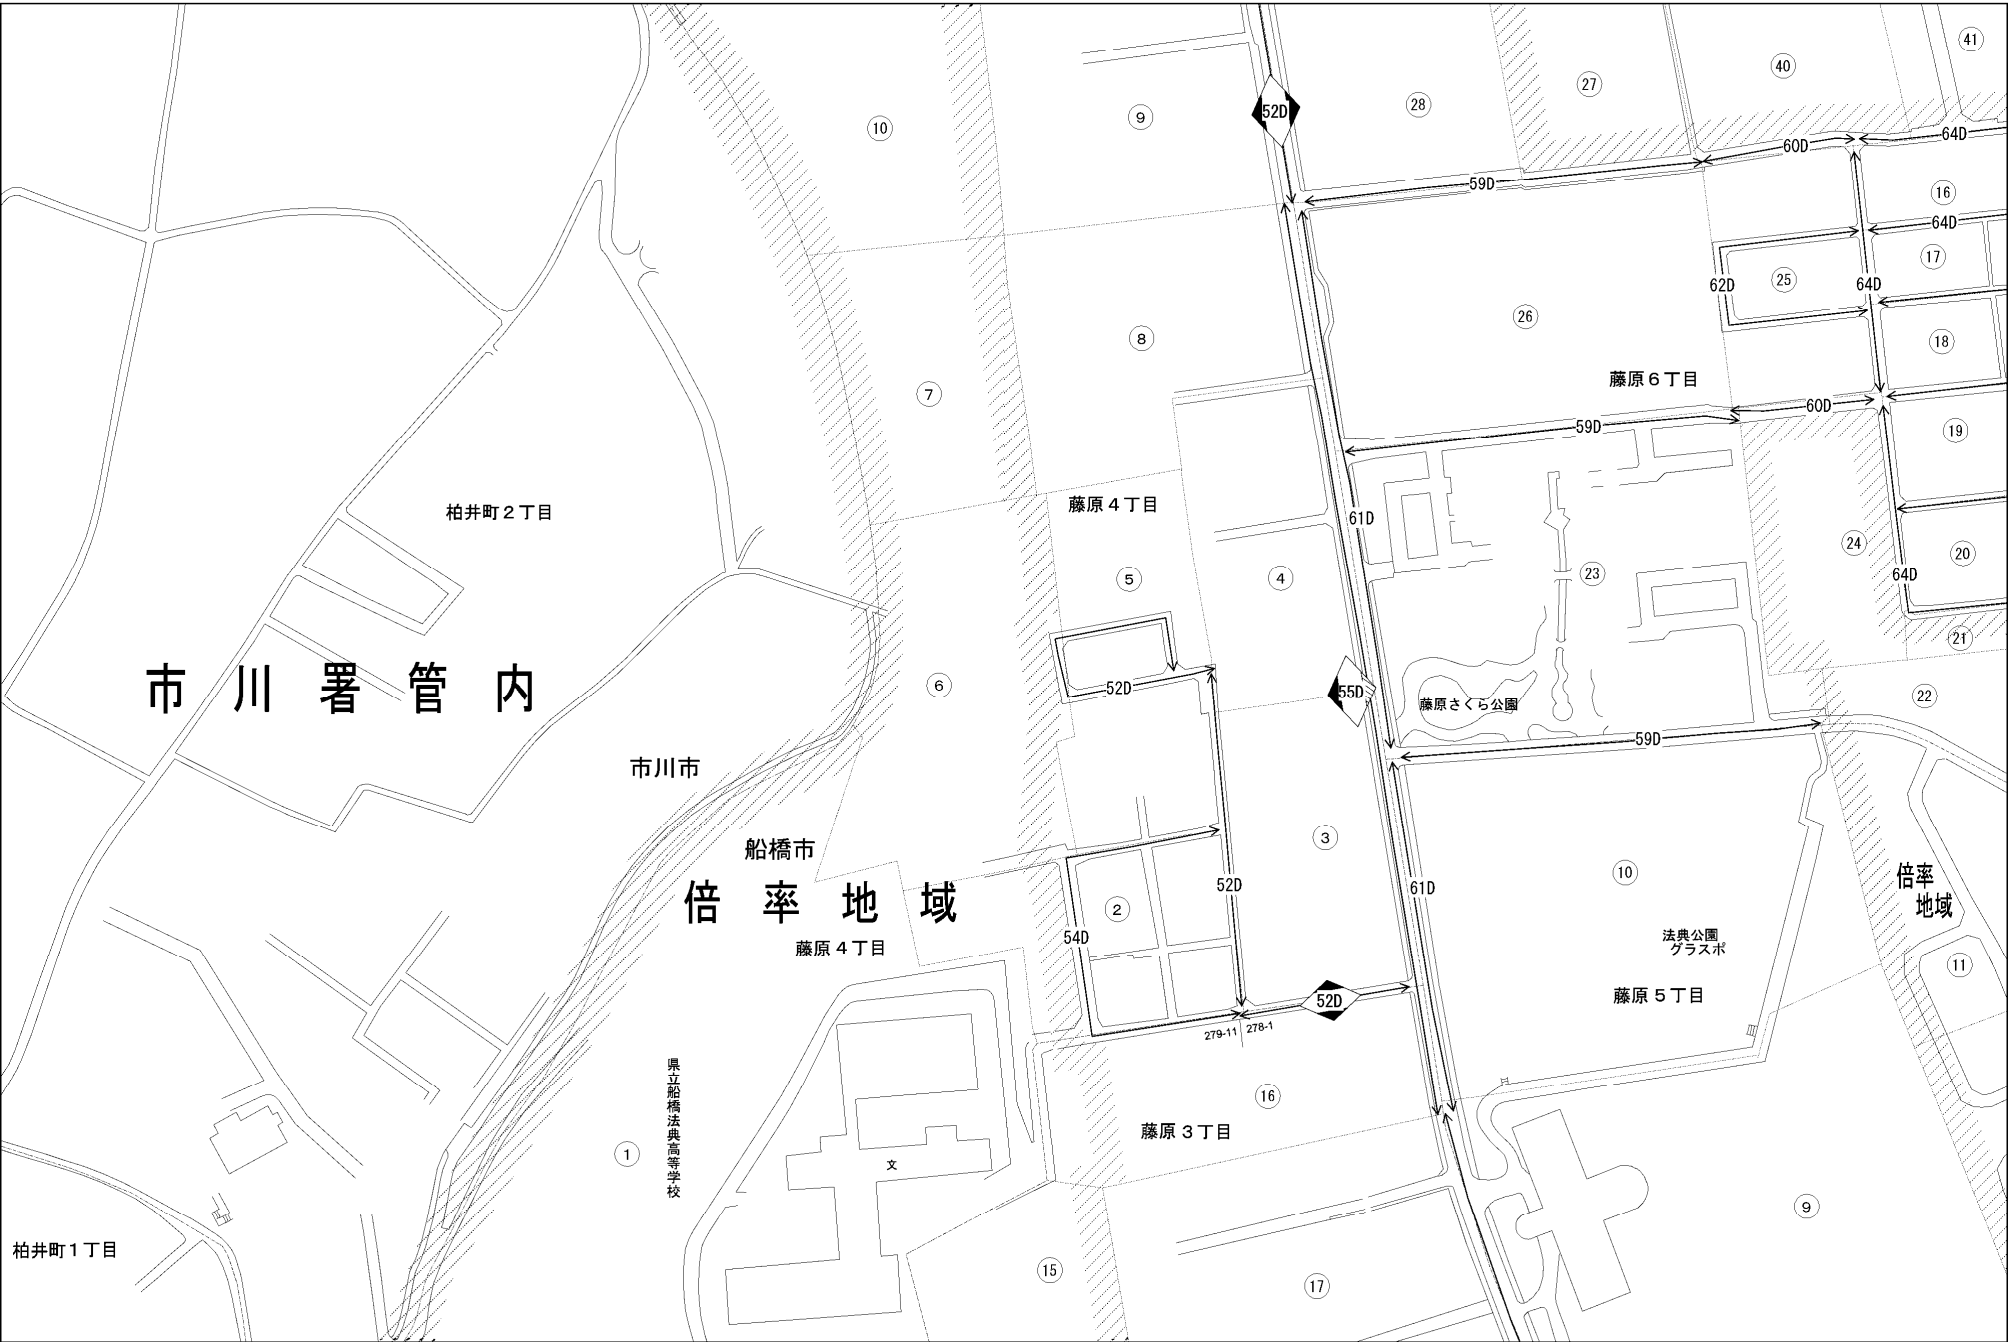 41
40
27
28
9
10
52D
64D
60D
59D
16
64D
17
25
62D
64D
26
8
18
7
藤原6丁目
60D
59D
19
藤原4丁目
柏井町2丁目
61D
24
20
23
5
4
64D
21
市川署管内
6
52D
55D
22
藤原さくら公園
59D
市川市
3
船橋市
10
倍率
地域
倍率地域
52D
61D
2
54D
法典公園
グラスポ
藤原4丁目
11
藤原5丁目
52D
279-11
278-1
県立船橋法典高等学校
16
藤原3丁目
1
文
9
柏井町1丁目
15
17